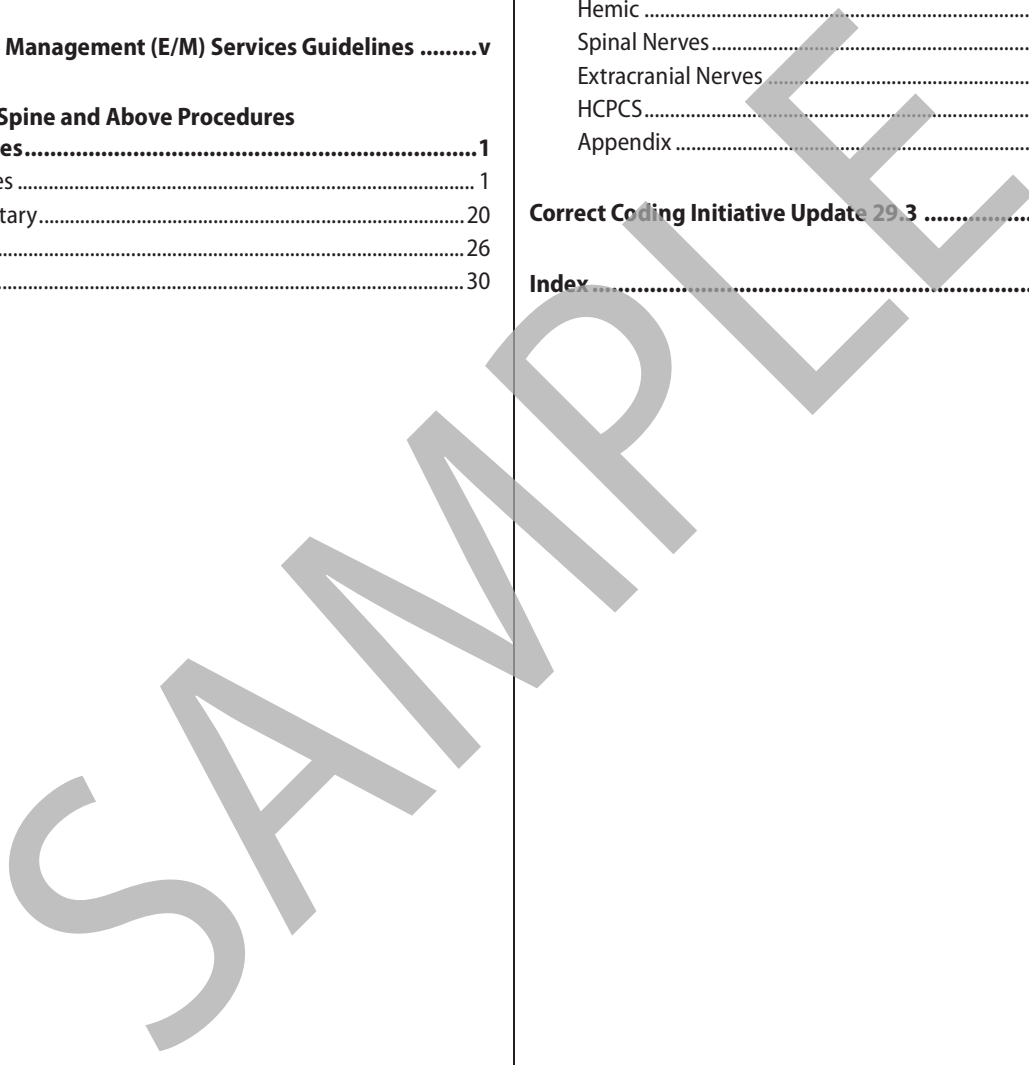 Management (E/M) Services Guidelines .........v
Spine and Above Procedures
es.....................................................................1
es .................................................................................... 1
tary................................................................................20
................................................................................26
................................................................................30
Hemic ................................................................................
Spinal Nerves................................................................................
Extracranial Nerves ................................................................................
HCPCS................................................................................
Appendix ................................................................................
Correct Coding Initiative Update 29.3 ................
Index................................................................................
SAMPLE